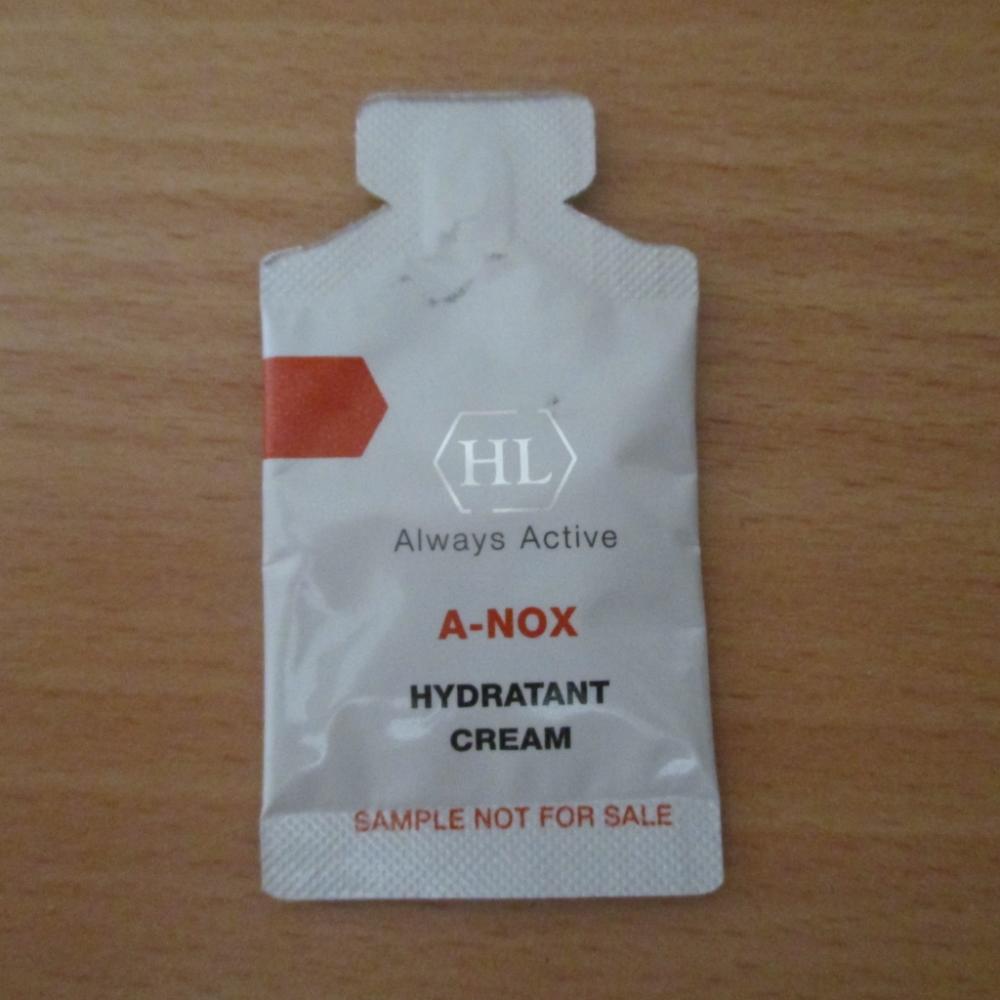 HL
Always Active
A-NOX
HYDRATANT
CREAM
SAMPLE NOT FOR SALE